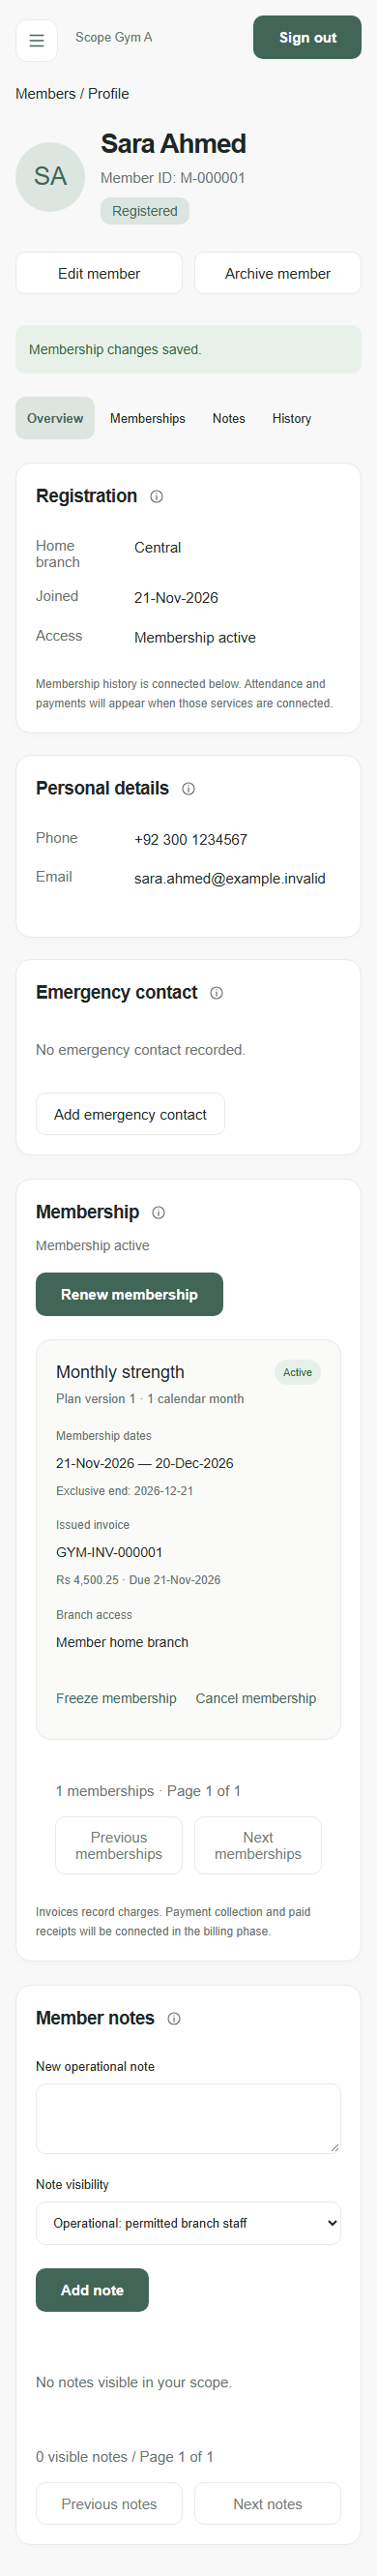 Scope Gym A
Sign out
Members / Profile
SA
Sara Ahmed
Member ID: M-000001
Registered
Edit member
Archive member
Membership changes saved.
Overview
Memberships
Notes
History
Registration
Home
branch
Central
Joined
21-Nov-2026
Access
Membership active
Membership history is connected below. Attendance and
payments will appear when those services are connected.
Personal details
Phone
+92 300 1234567
Email
sara.ahmed@example.invalid
Emergency contact
No emergency contact recorded.
Add emergency contact
Membership
Membership active
Renew membership
Monthly strength
Active
Plan version 1 · 1 calendar month
Membership dates
21-Nov-2026 — 20-Dec-2026
Exclusive end: 2026-12-21
Issued invoice
GYM-INV-000001
Rs 4,500.25 · Due 21-Nov-2026
Branch access
Member home branch
Freeze membership
Cancel membership
1 memberships · Page 1 of 1
Previous
memberships
Next
memberships
Invoices record charges. Payment collection and paid
receipts will be connected in the billing phase.
Member notes
New operational note
Note visibility
Operational: permitted branch staff
Add note
No notes visible in your scope.
0 visible notes / Page 1 of 1
Previous notes
Next notes